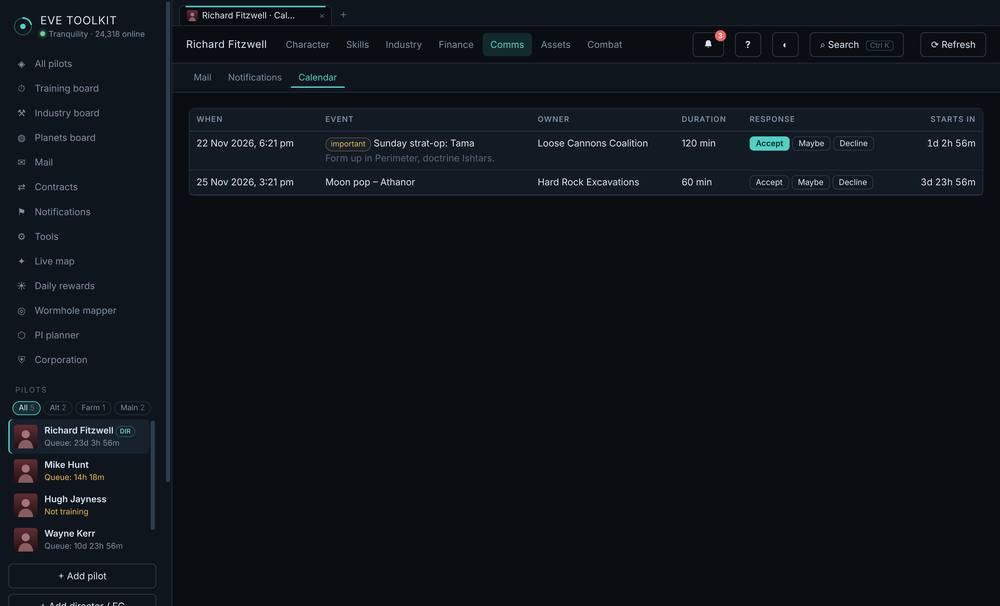 EVE TOOLKIT
Tranquility · 24,318 online
All pilots
Training board
Industry board
Planets board
Mail
Contracts
Notifications
Tools
Live map
Daily rewards
Wormhole mapper
PI planner
Corporation
PILOTS
All 5 Alt 2 Farm 1 Main 2
Richard Fitzwell DIR
Queue: 23d 3h 56m
Mike Hunt
Queue: 14h 18m
Hugh Jayness
Not training
Wayne Kerr
Queue: 10d 23h 56m
+ Add pilot
+ Add director / FC
Richard Fitzwell · Cal... × +
Richard Fitzwell Character Skills Industry Finance Comms Assets Combat 3 ? Search Ctrl K Refresh
Mail Notifications Calendar
WHEN EVENT OWNER DURATION RESPONSE STARTS IN
22 Nov 2026, 6:21 pm important Sunday strat-op: Tama Loose Cannons Coalition 120 min Accept Maybe Decline 1d 2h 56m
Form up in Perimeter, doctrine Ishtars.
25 Nov 2026, 3:21 pm Moon pop – Athanor Hard Rock Excavations 60 min Accept Maybe Decline 3d 23h 56m